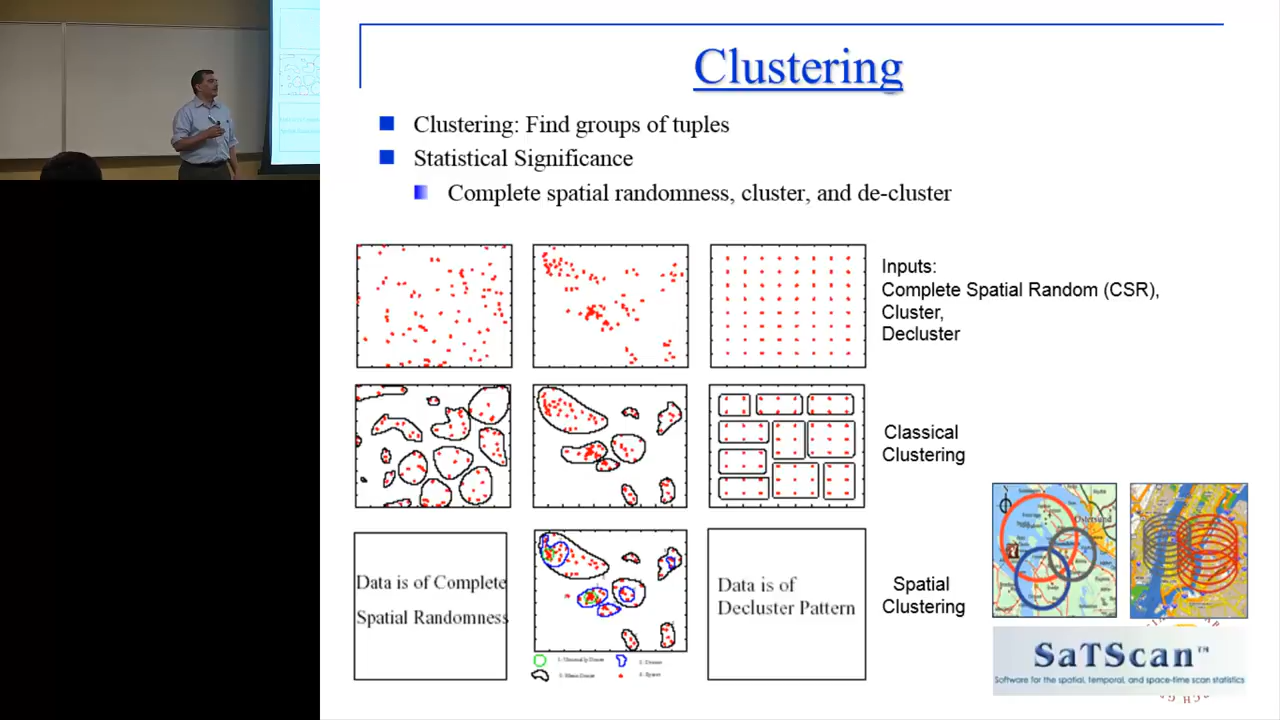 Clustering
Clustering: Find groups of tuples
Statistical Significance
Complete spatial randomness, cluster, and de-cluster
Inputs:
Complete Spatial Random (CSR),
Cluster,
Decluster
Classical
Clustering
Data is of Complete
Spatial Randomness
Data is of
Decluster Pattern
Spatial
Clustering
SaTScan™
Software for the spatial, temporal, and space-time scan statistics